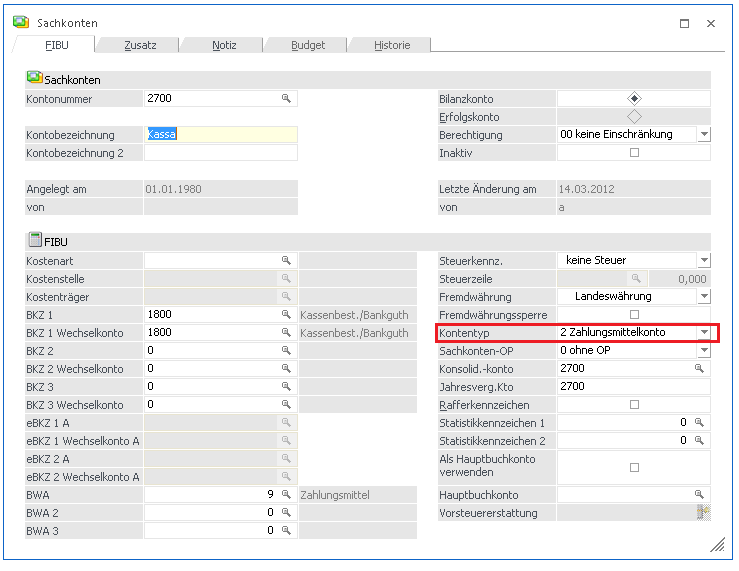 Sachkonten
FIBU Zusatz Notiz Budget Historie
Sachkonten
Kontonummer 2700 Bilanzkonto
Erfolgskonto
Kontobezeichnung Kassa Berechtigung 00 keine Einschränkung
Kontobezeichnung 2 Inaktiv
Angelegt am 01.01.1980 Letzte Änderung am 14.03.2012
von von a
FIBU
Kostenart Steuerkennz. keine Steuer
Kostenstelle Steuerzeile 0,000
Kostenträger Fremdwährung Landeswährung
BKZ 1 1800 Kassenbest./Bankguth Fremdwährungssperre
BKZ 1 Wechselkonto 1800 Kassenbest./Bankguth Kontentyp 2 Zahlungsmittelkonto
BKZ 2 0 Sachkonten-OP 0 ohne OP
BKZ 2 Wechselkonto 0 Konsolid.-konto 2700
BKZ 3 0 Jahresverg.Kto 2700
BKZ 3 Wechselkonto 0 Rafferkennzeichen
eBKZ 1 A Statistikkennzeichen 1 0
eBKZ 1 Wechselkonto A Statistikkennzeichen 2 0
eBKZ 2 A Als Hauptbuchkonto
eBKZ 2 Wechselkonto A verwenden
BWA 9 Zahlungsmittel Hauptbuchkonto
BWA 2 0 Vorsteuererstattung
BWA 3 0